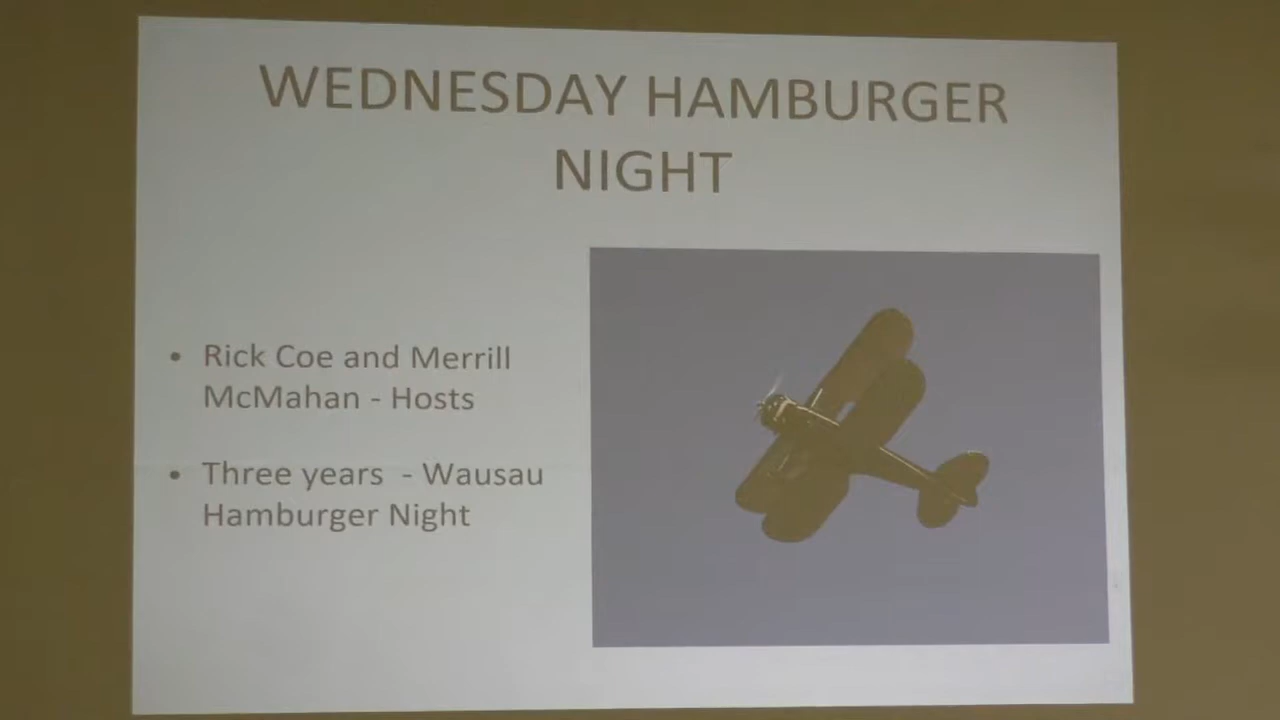 WEDNESDAY HAMBURGER
NIGHT
• Rick Coe and Merrill
McMahan - Hosts
• Three years - Wausau
Hamburger Night